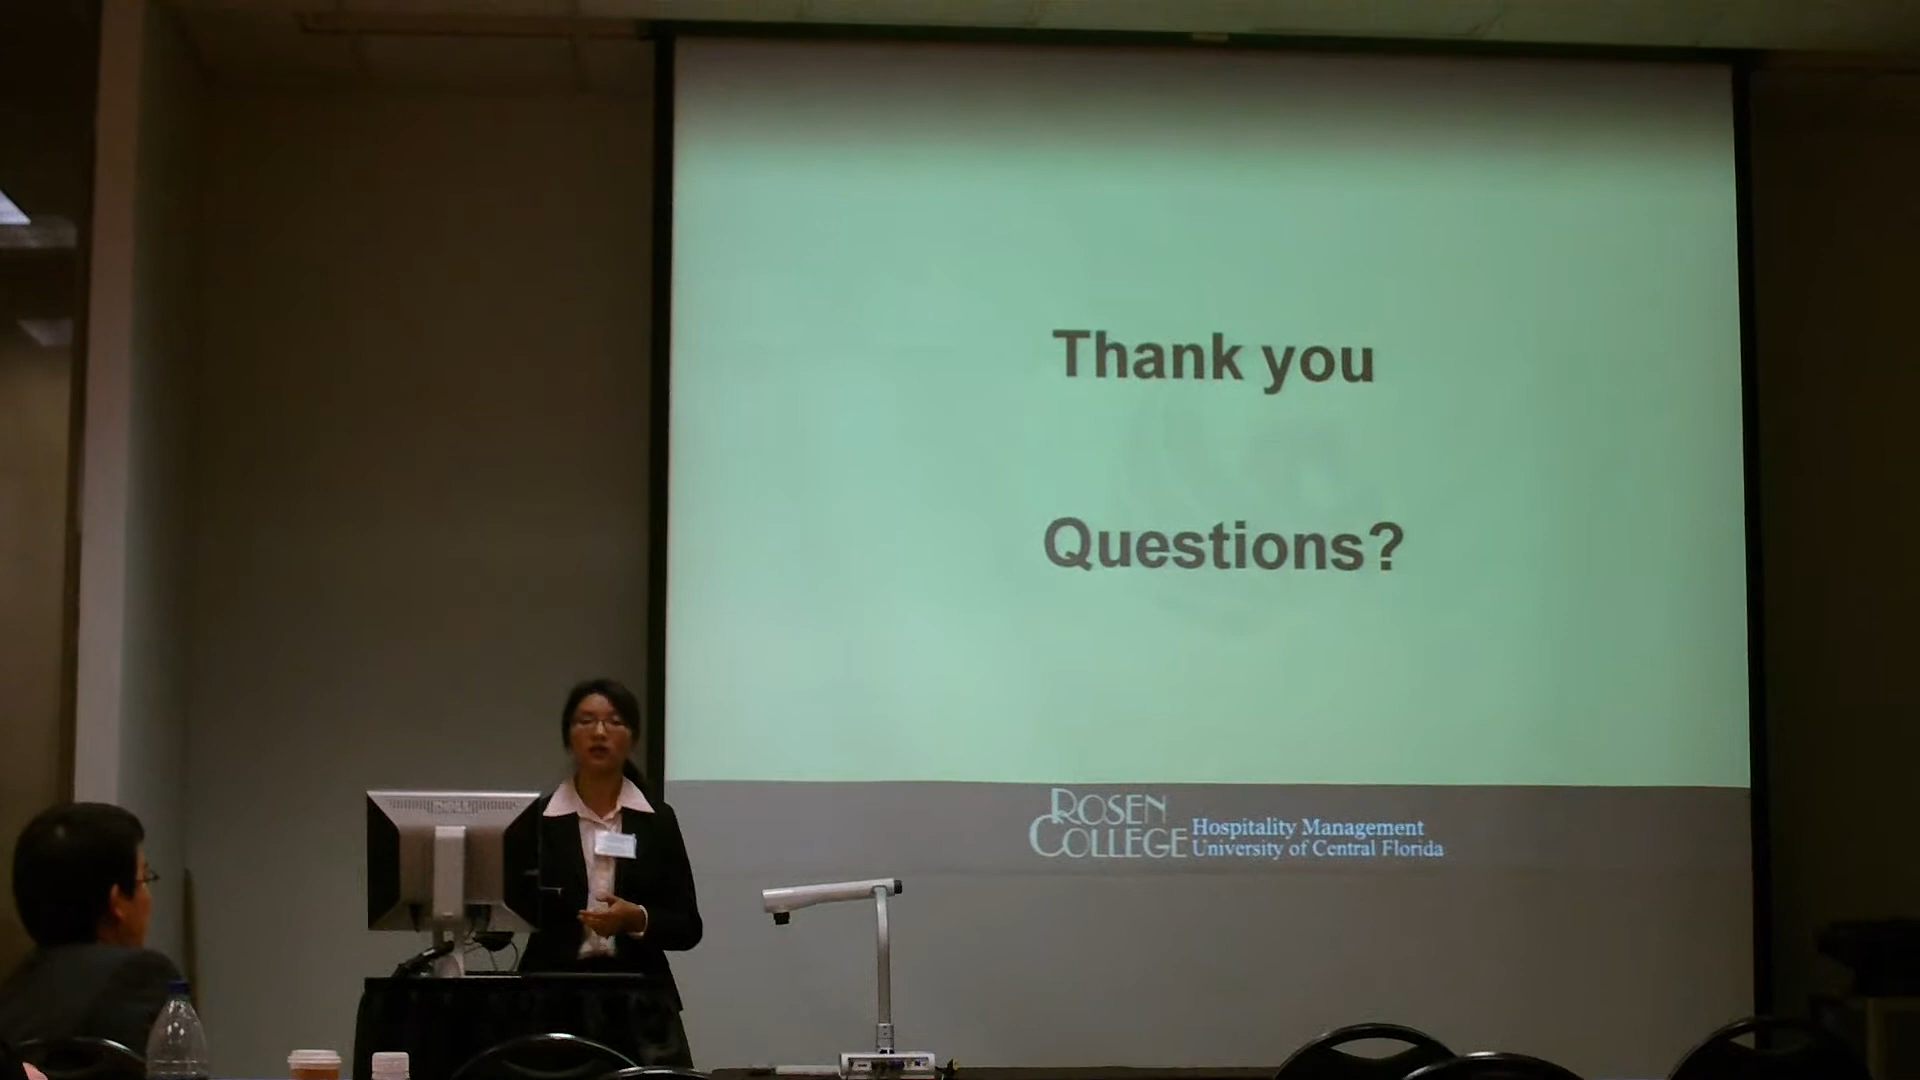 Thank you
Questions?
ROSEN
COLLEGE
Hospitality Management
University of Central Florida